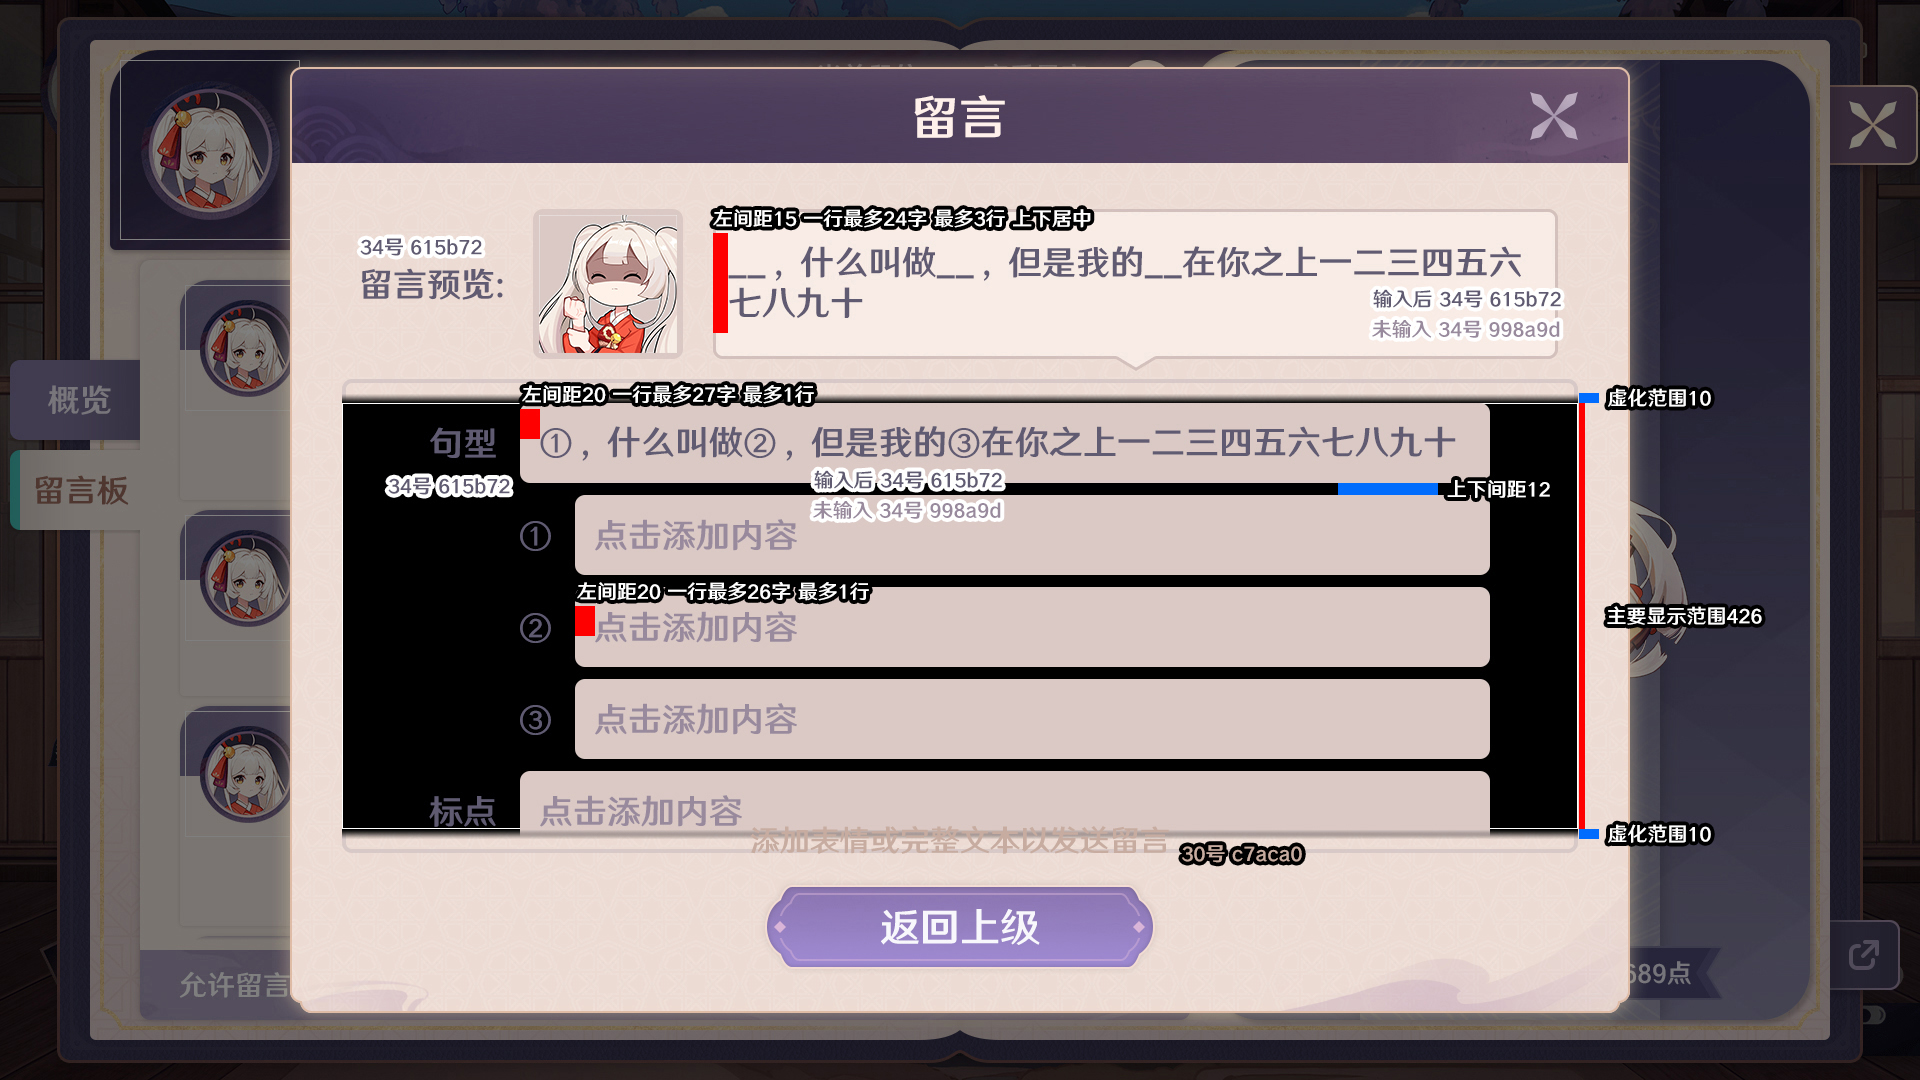 留言
左间距15 一行最多24字 最多3行 上下居中
34号 615b72
留言预览:
__，什么叫做__，但是我的__在你之上一二三四五六
七八九十
输入后 34号 615b72
未输入 34号 998a9d
概览
留言板
左间距20 一行最多27字 最多1行
虚化范围10
句型
①，什么叫做②，但是我的③在你之上一二三四五六七八九十
34号 615b72
输入后 34号 615b72
未输入 34号 998a9d
上下间距12
①
点击添加内容
左间距20 一行最多26字 最多1行
②
点击添加内容
主要显示范围426
③
点击添加内容
标点
点击添加内容
添加表情或完整文本以发送留言
30号 c7aca0
虚化范围10
返回上级
允许留言
689点